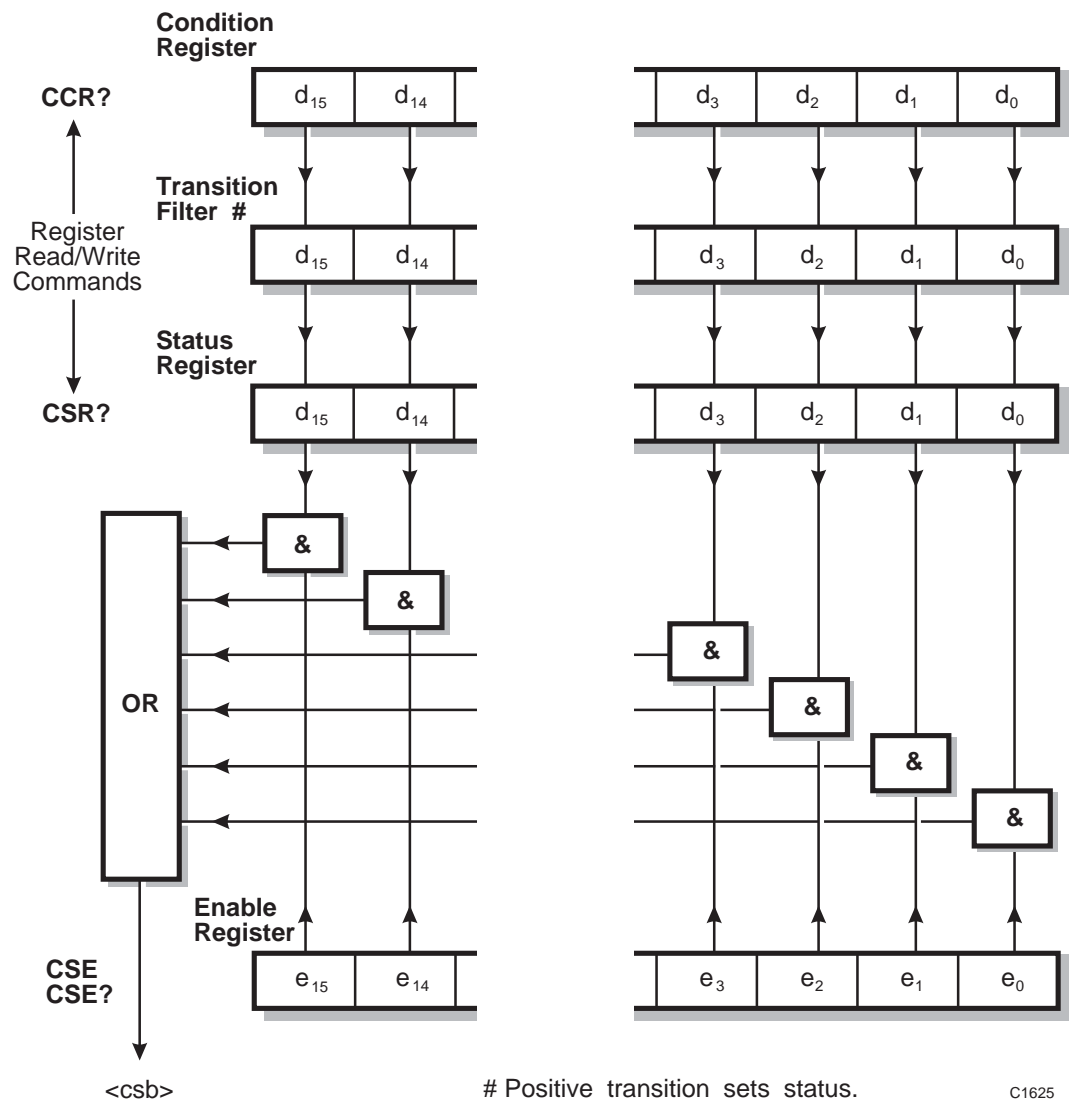 Condition
Register
CCR?
d15 d14 d3 d2 d1 d0
Transition
Filter #
Register
Read/Write
Commands
d15 d14 d3 d2 d1 d0
Status
Register
CSR?
d15 d14 d3 d2 d1 d0
&
&
&
OR
&
&
&
Enable
Register
CSE
CSE?
e15 e14 e3 e2 e1 e0
<csb>
# Positive transition sets status.
C1625